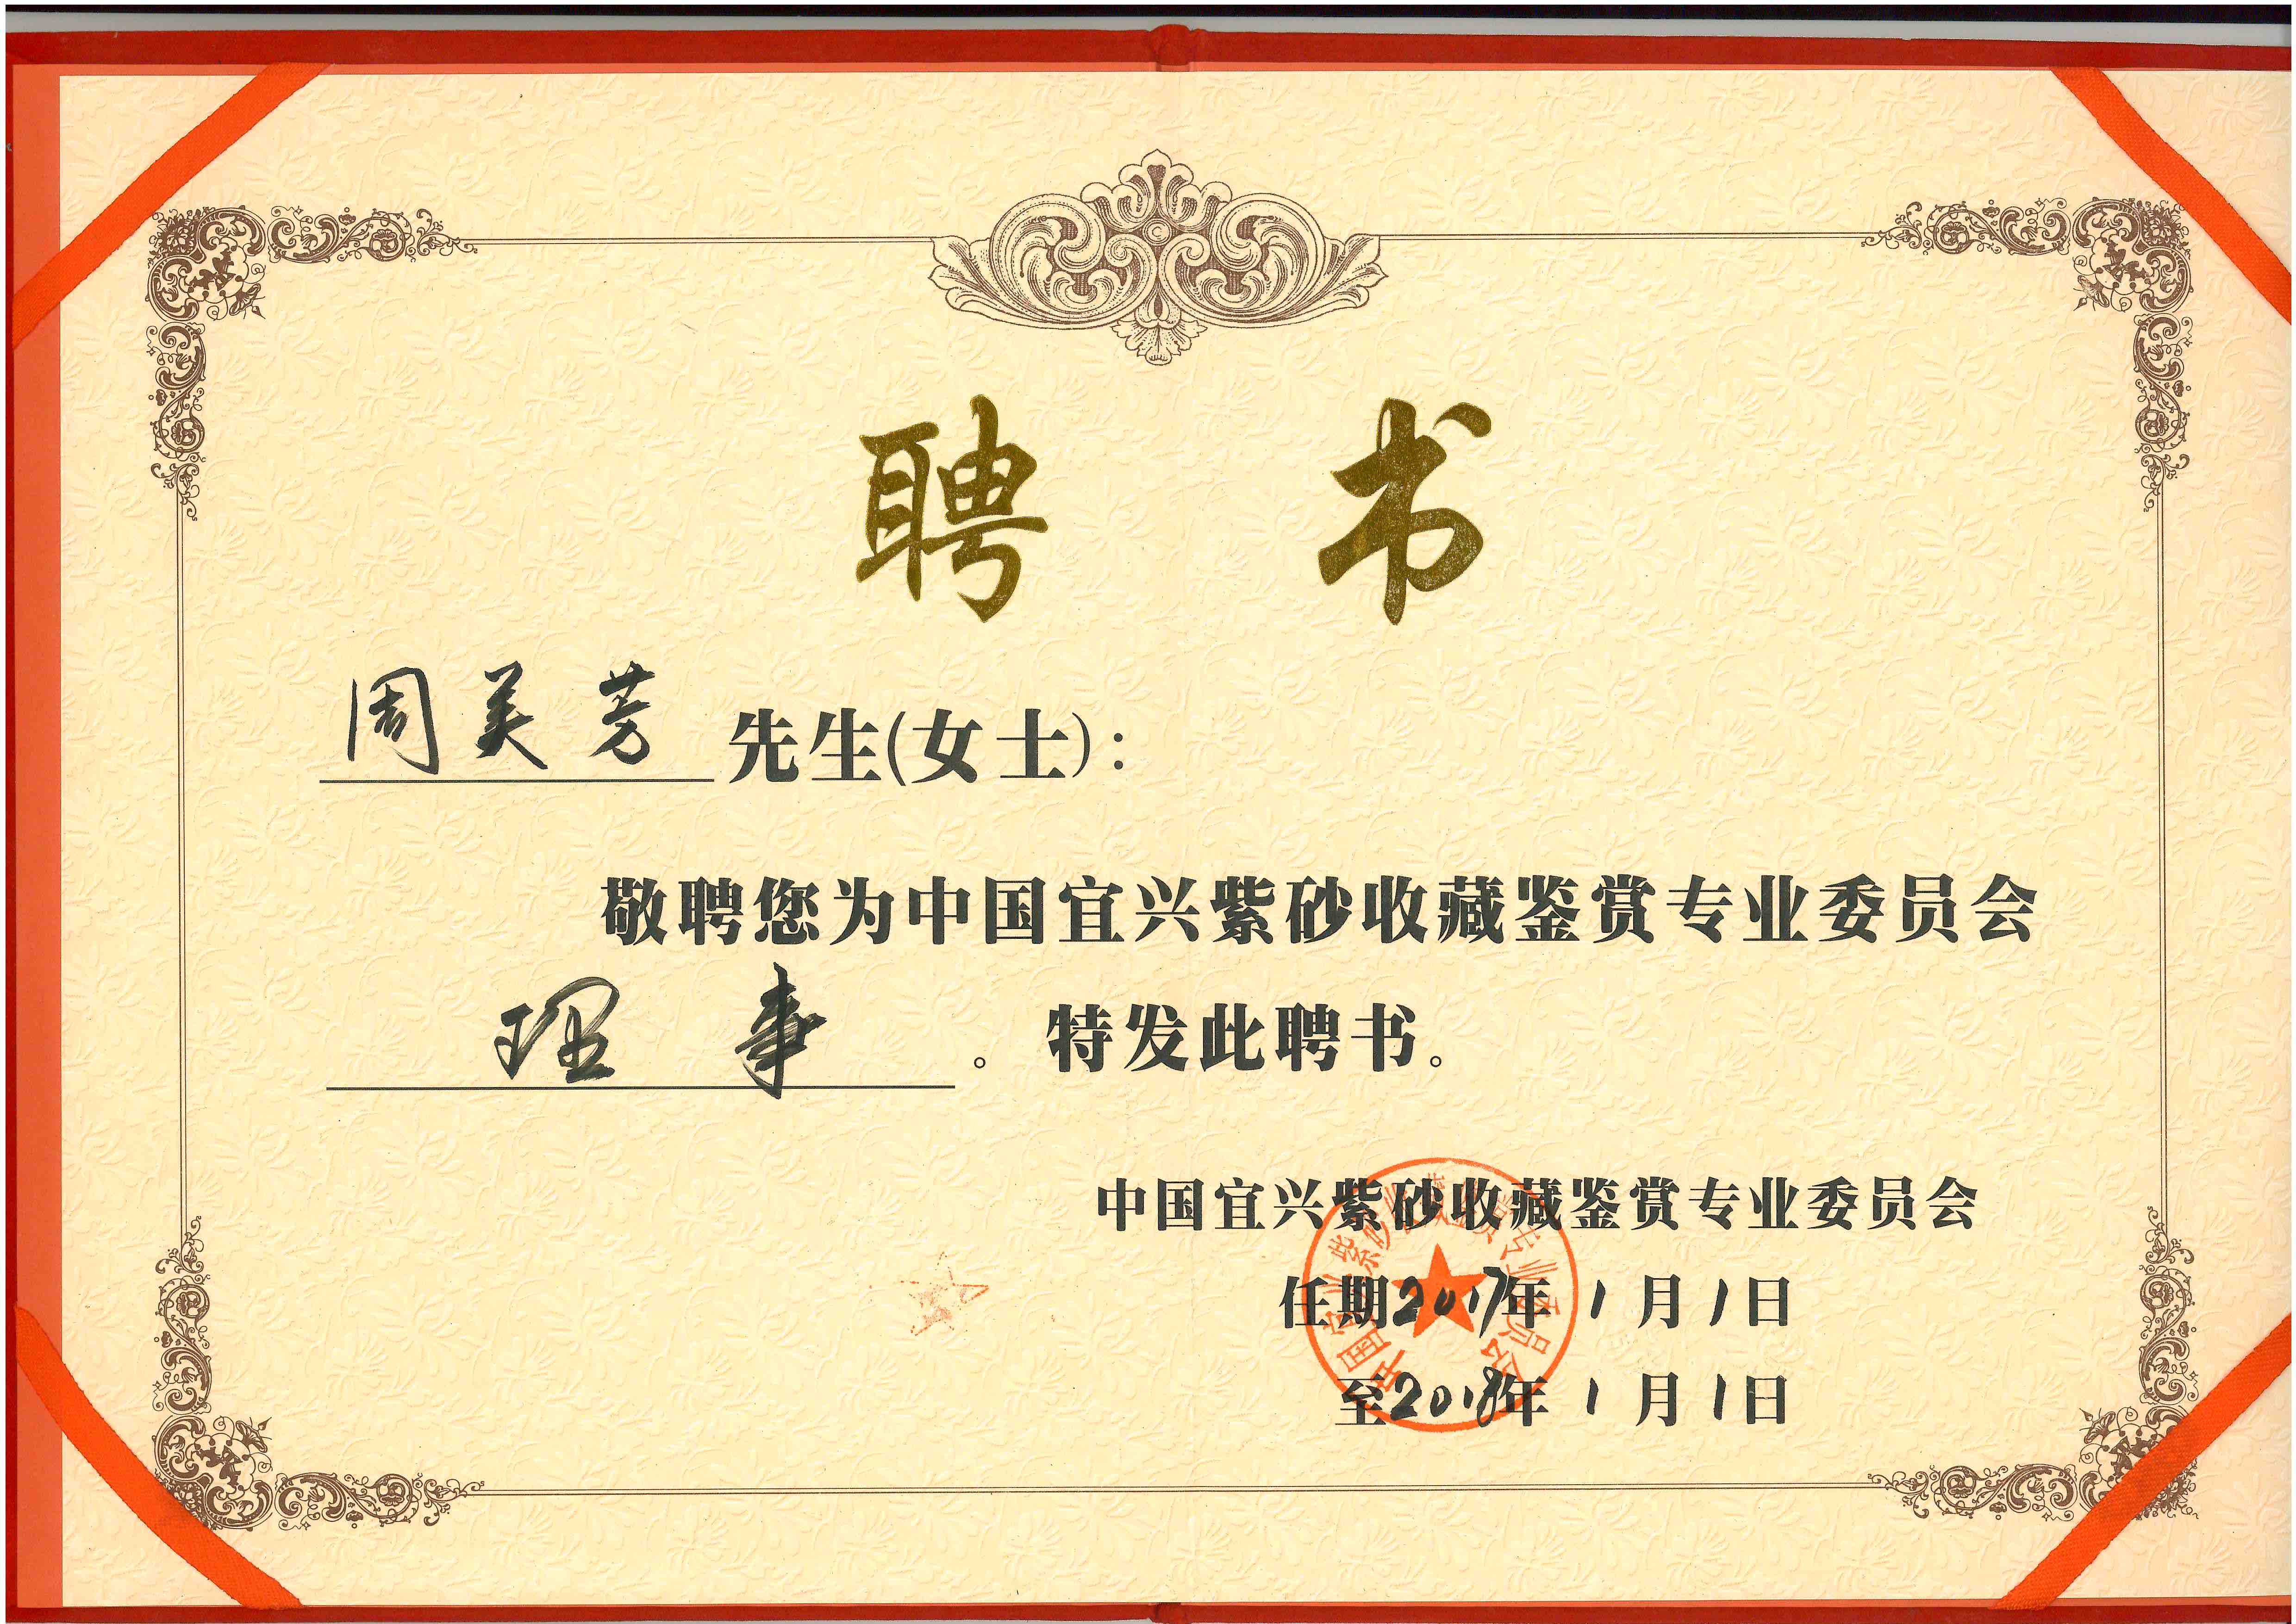 聘书
周美芳先生(女士)：
敬聘您为中国宜兴紫砂收藏鉴赏专业委员会
理事。特发此聘书。
中国宜兴紫砂收藏鉴赏专业委员会
任期2017年1月1日
至2018年1月1日
中国宜兴紫砂收藏鉴赏专业委员会